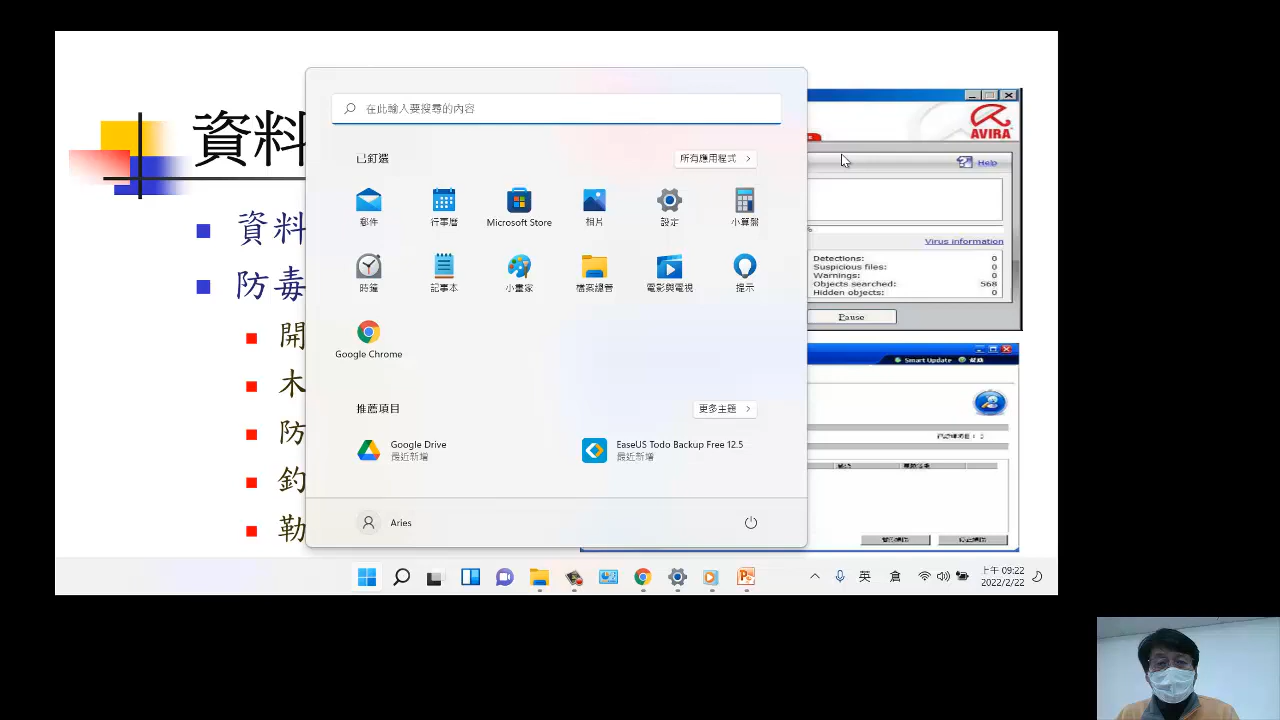 資料
資料
防毒
開
木
防
釣
勒
在此輸入要搜尋的內容
已釘選
所有應用程式
郵件
行事曆
Microsoft Store
相片
設定
小算盤
時鐘
記事本
小畫家
檔案總管
電影與電視
提示
Google Chrome
推薦項目
更多主題
Google Drive
最近新增
EaseUS Todo Backup Free 12.5
最近新增
Aries
AVIRA
Help
%
Virus information
Detections: 0
Suspicious files: 0
Warnings: 0
Objects searched: 568
Hidden objects: 0
Pause
Smart Update
英
倉
上午 09:22
2022/2/22